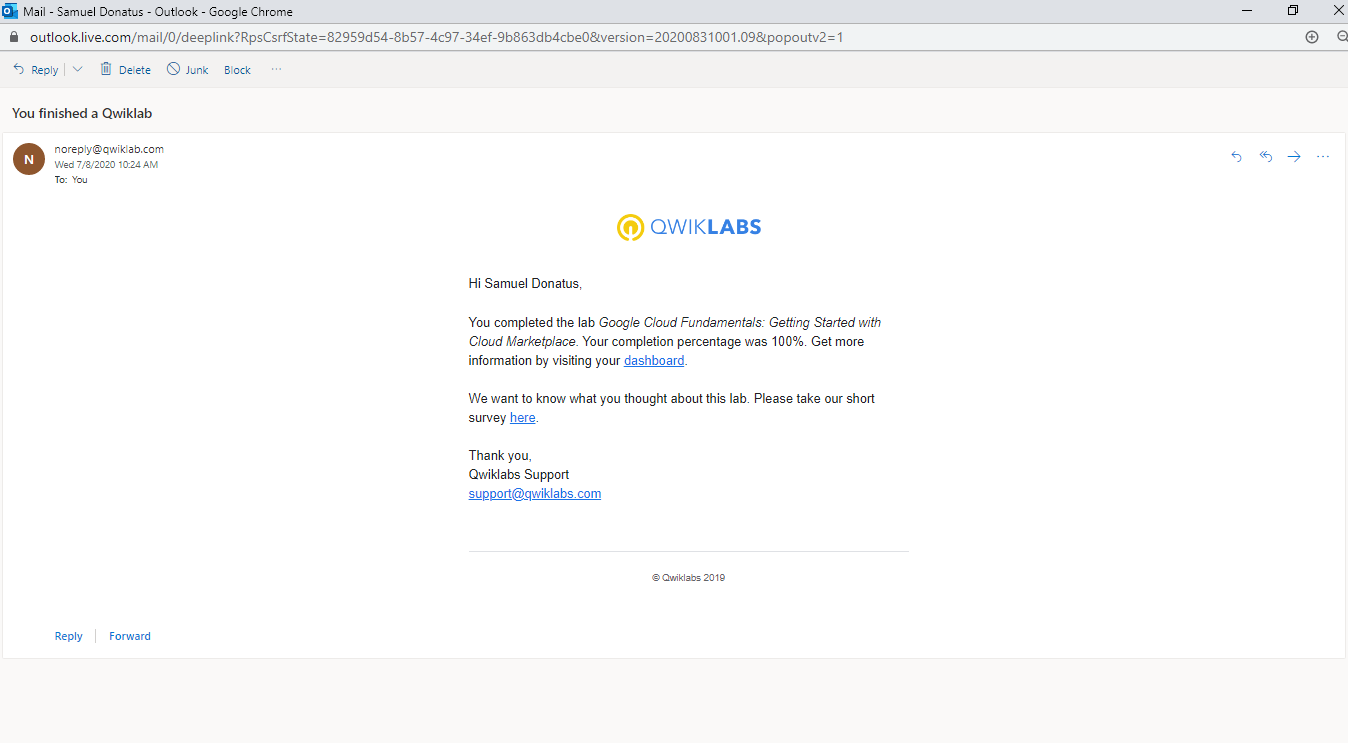 Mail - Samuel Donatus - Outlook - Google Chrome
outlook.live.com/mail/0/deeplink?RpsCsrfState=82959d54-8b57-4c97-34ef-9b863db4cbe0&version=20200831001.09&popoutv2=1
Reply Delete Junk Block ...
You finished a Qwiklab
N
noreply@qwiklab.com
Wed 7/8/2020 10:24 AM
To: You
QWIKLABS
Hi Samuel Donatus,
You completed the lab Google Cloud Fundamentals: Getting Started with
Cloud Marketplace. Your completion percentage was 100%. Get more
information by visiting your dashboard.
We want to know what you thought about this lab. Please take our short
survey here.
Thank you,
Qwiklabs Support
support@qwiklabs.com
© Qwiklabs 2019
Reply Forward